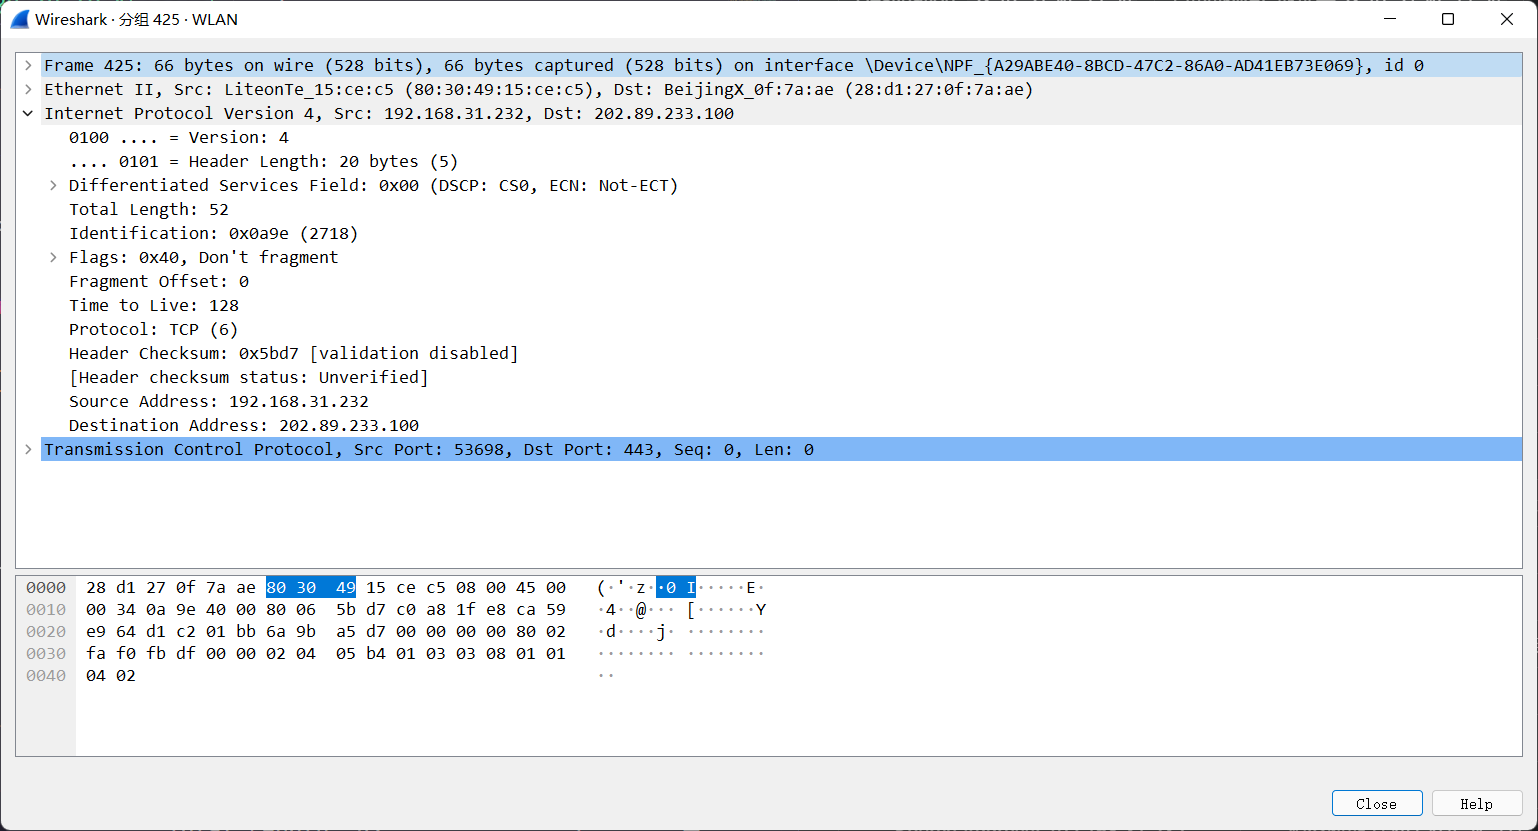 Wireshark · 分组 425 · WLAN
Frame 425: 66 bytes on wire (528 bits), 66 bytes captured (528 bits) on interface \Device\NPF_{A29ABE40-8BCD-47C2-86A0-AD41EB73E069}, id 0
Ethernet II, Src: LiteonTe_15:ce:c5 (80:30:49:15:ce:c5), Dst: BeijingX_0f:7a:ae (28:d1:27:0f:7a:ae)
Internet Protocol Version 4, Src: 192.168.31.232, Dst: 202.89.233.100
0100 .... = Version: 4
.... 0101 = Header Length: 20 bytes (5)
Differentiated Services Field: 0x00 (DSCP: CS0, ECN: Not-ECT)
Total Length: 52
Identification: 0x0a9e (2718)
Flags: 0x40, Don't fragment
Fragment Offset: 0
Time to Live: 128
Protocol: TCP (6)
Header Checksum: 0x5bd7 [validation disabled]
[Header checksum status: Unverified]
Source Address: 192.168.31.232
Destination Address: 202.89.233.100
Transmission Control Protocol, Src Port: 53698, Dst Port: 443, Seq: 0, Len: 0
0000 28 d1 27 0f 7a ae 80 30 49 15 ce c5 08 00 45 00 (·'·z··0 I·····E·
0010 00 34 0a 9e 40 00 80 06 5b d7 c0 a8 1f e8 ca 59 ·4··@··· [······Y
0020 e9 64 d1 c2 01 bb 6a 9b a5 d7 00 00 00 00 80 02 ·d····j· ········
0030 fa f0 fb df 00 00 02 04 05 b4 01 03 03 08 01 01 ········ ········
0040 04 02 ··
Close
Help